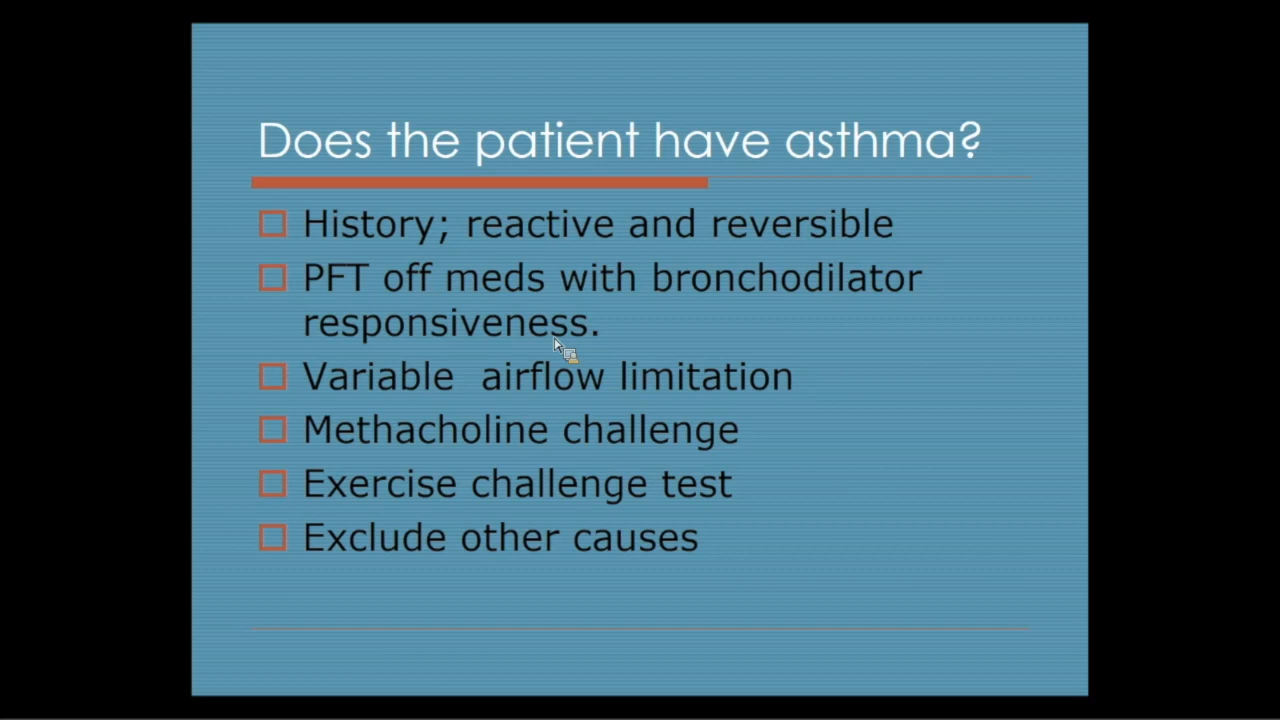 Does the patient have asthma?
History; reactive and reversible
PFT off meds with bronchodilator
responsiveness.
Variable  airflow limitation
Methacholine challenge
Exercise challenge test
Exclude other causes